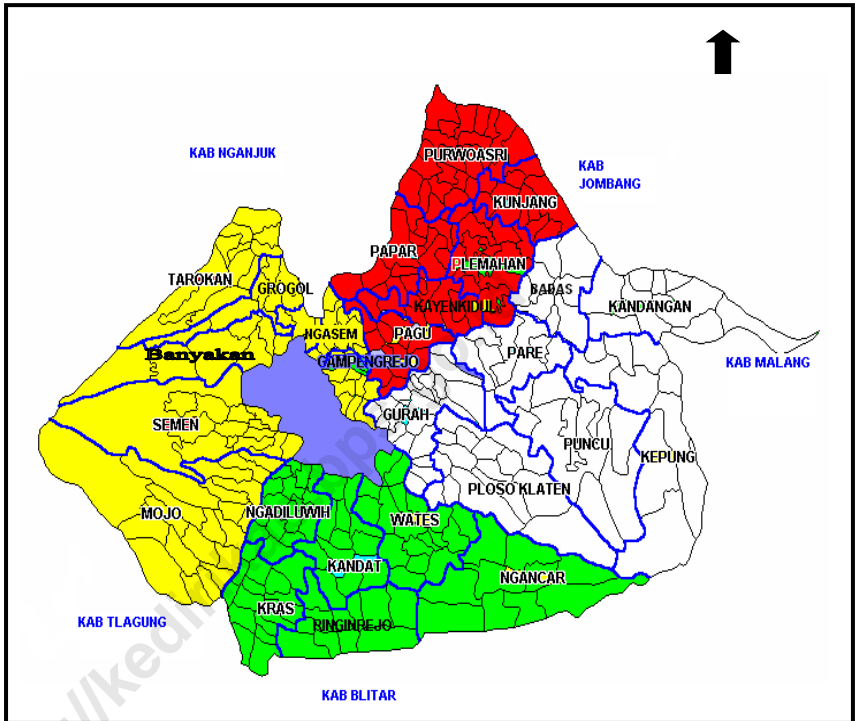 KAB NGANJUK
PURWOASRI
KAB
JOMBANG
KUNJANG
PAPAR
PLEMAHAN
TAROKAN
GROGOL
BADAS
KANDANGAN
KAYENKIDUL
NGASEM
PAGU
Banyakan
PARE
GAMPENGREJO
KAB MALANG
GURAH
SEMEN
PUNCU
KEPUNG
PLOSO KLATEN
MOJO
NGADILUWIH
WATES
KANDAT
NGANCAR
KRAS
RINGINREJO
KAB TLAGUNG
KAB BLITAR